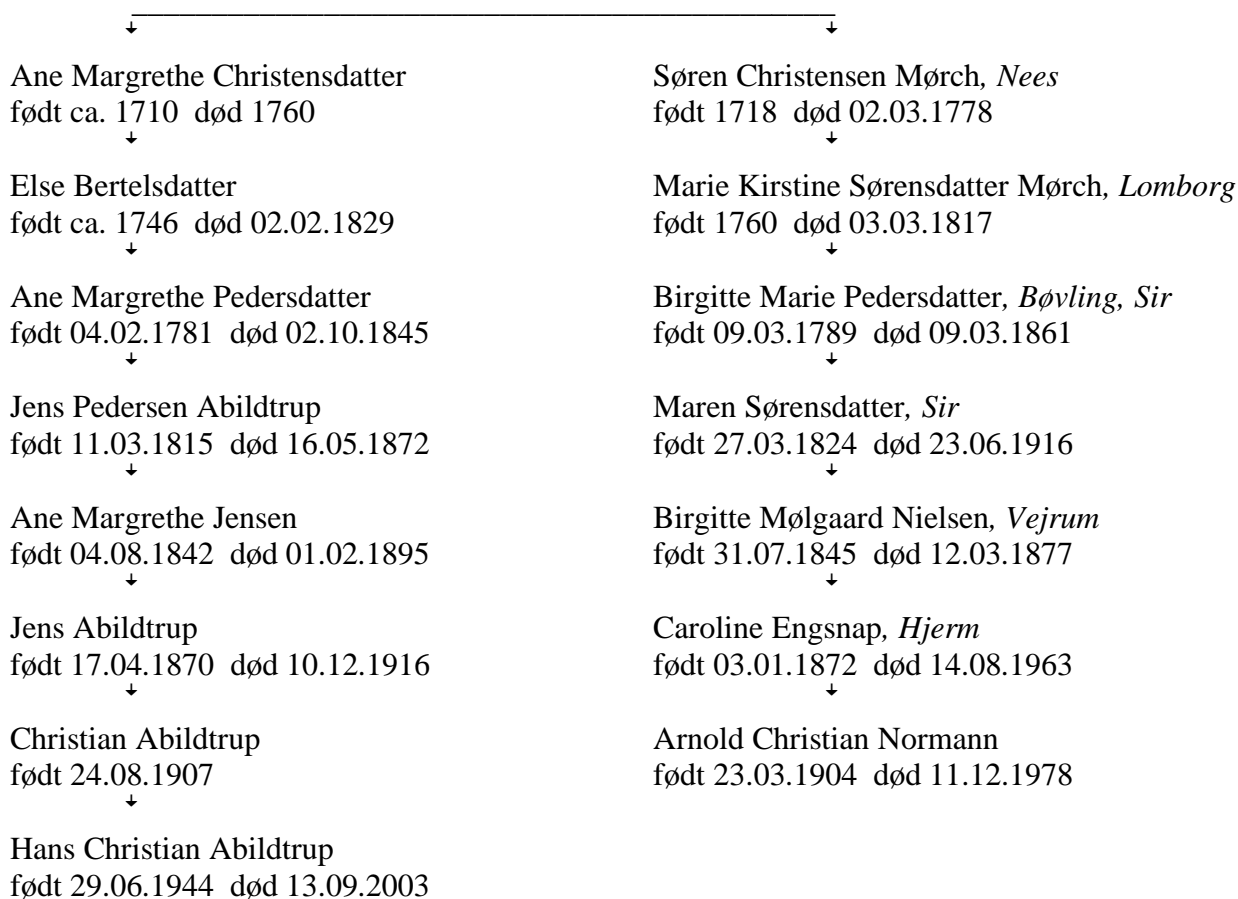 Ane Margrethe Christensdatter
født ca. 1710 død 1760
Else Bertelsdatter
født ca. 1746 død 02.02.1829
Ane Margrethe Pedersdatter
født 04.02.1781 død 02.10.1845
Jens Pedersen Abildtrup
født 11.03.1815 død 16.05.1872
Ane Margrethe Jensen
født 04.08.1842 død 01.02.1895
Jens Abildtrup
født 17.04.1870 død 10.12.1916
Christian Abildtrup
født 24.08.1907
Hans Christian Abildtrup
født 29.06.1944 død 13.09.2003
Søren Christensen Mørch, Nees
født 1718 død 02.03.1778
Marie Kirstine Sørensdatter Mørch, Lomborg
født 1760 død 03.03.1817
Birgitte Marie Pedersdatter, Bøvling, Sir
født 09.03.1789 død 09.03.1861
Maren Sørensdatter, Sir
født 27.03.1824 død 23.06.1916
Birgitte Mølgaard Nielsen, Vejrum
født 31.07.1845 død 12.03.1877
Caroline Engsnap, Hjerm
født 03.01.1872 død 14.08.1963
Arnold Christian Normann
født 23.03.1904 død 11.12.1978